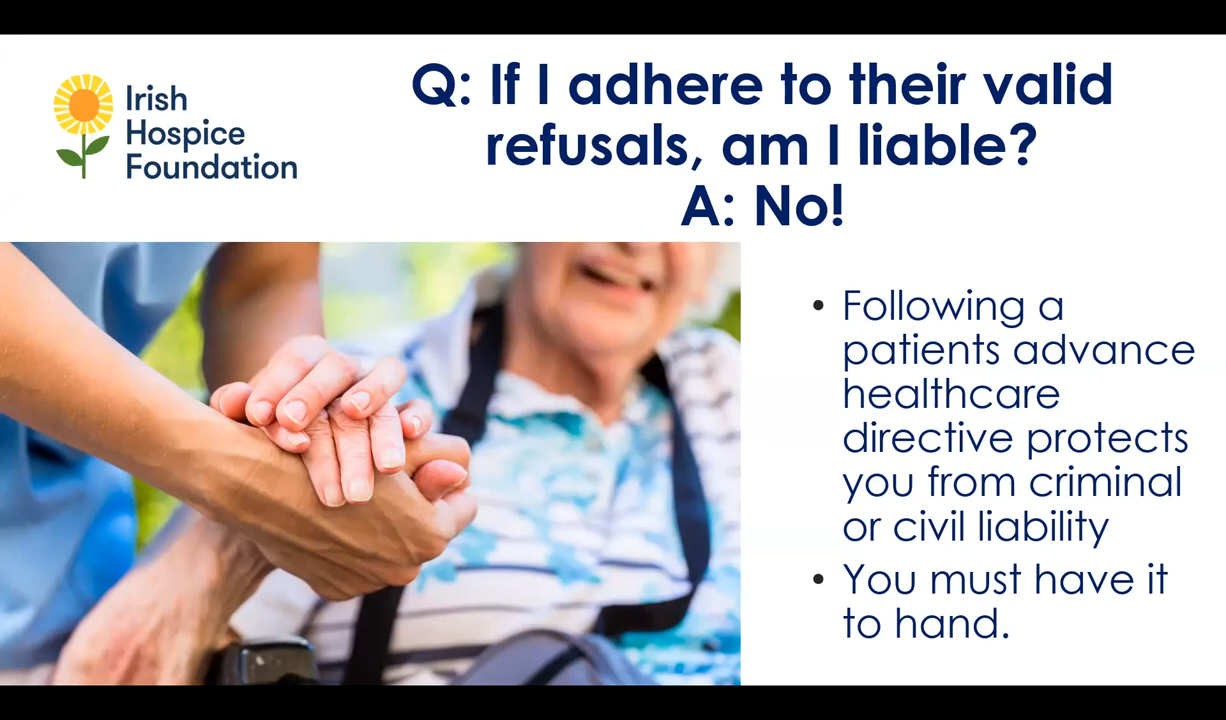 Irish
Hospice
Foundation
Q: If I adhere to their valid
refusals, am I liable?
A: No!
• Following a
patients advance
healthcare
directive protects
you from criminal
or civil liability
• You must have it
to hand.